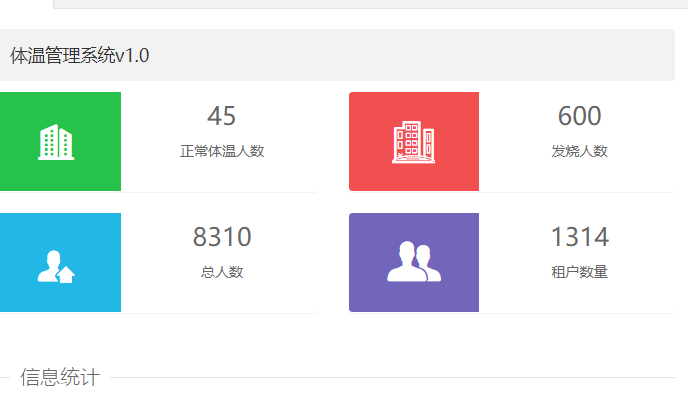 体温管理系统v1.0
45
正常体温人数
600
发烧人数
8310
总人数
1314
租户数量
信息统计